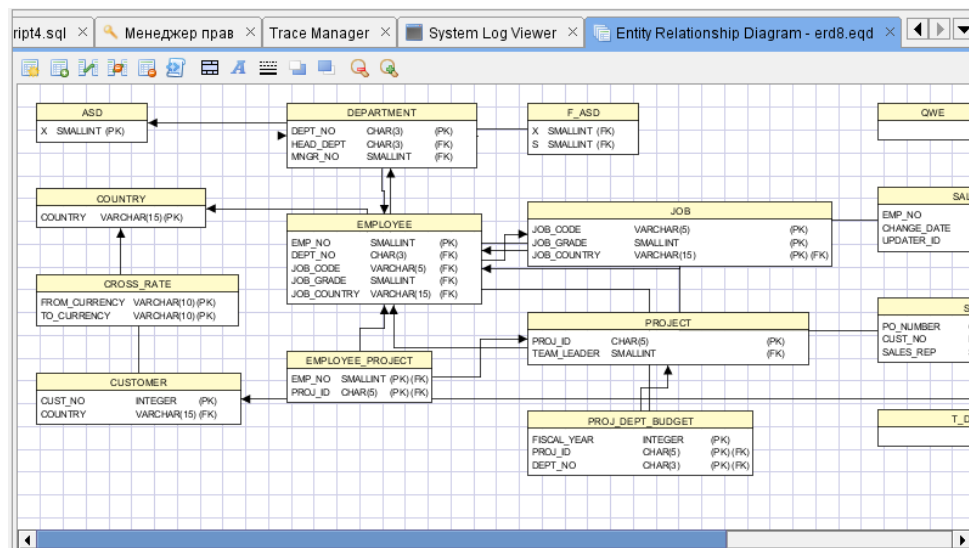 ript4.sql
Менеджер прав
Trace Manager
System Log Viewer
Entity Relationship Diagram - erd8.eqd
ASD
X SMALLINT (PK)
DEPARTMENT
DEPT_NO CHAR(3) (PK)
HEAD_DEPT CHAR(3) (FK)
MNGR_NO SMALLINT (FK)
F_ASD
X SMALLINT (FK)
S SMALLINT (FK)
QWE
COUNTRY
COUNTRY VARCHAR(15) (PK)
EMPLOYEE
EMP_NO SMALLINT (PK)
DEPT_NO CHAR(3) (FK)
JOB_CODE VARCHAR(5) (FK)
JOB_GRADE SMALLINT (FK)
JOB_COUNTRY VARCHAR(15) (FK)
JOB
JOB_CODE VARCHAR(5) (PK)
JOB_GRADE SMALLINT (PK)
JOB_COUNTRY VARCHAR(15) (PK) (FK)
SAL
EMP_NO
CHANGE_DATE
UPDATER_ID
CROSS_RATE
FROM_CURRENCY VARCHAR(10) (PK)
TO_CURRENCY VARCHAR(10) (PK)
PROJECT
PROJ_ID CHAR(5) (PK)
TEAM_LEADER SMALLINT (FK)
S
PO_NUMBER
CUST_NO
SALES_REP
EMPLOYEE_PROJECT
EMP_NO SMALLINT (PK) (FK)
PROJ_ID CHAR(5) (PK) (FK)
CUSTOMER
CUST_NO INTEGER (PK)
COUNTRY VARCHAR(15) (FK)
PROJ_DEPT_BUDGET
FISCAL_YEAR INTEGER (PK)
PROJ_ID CHAR(5) (PK) (FK)
DEPT_NO CHAR(3) (PK) (FK)
T_D